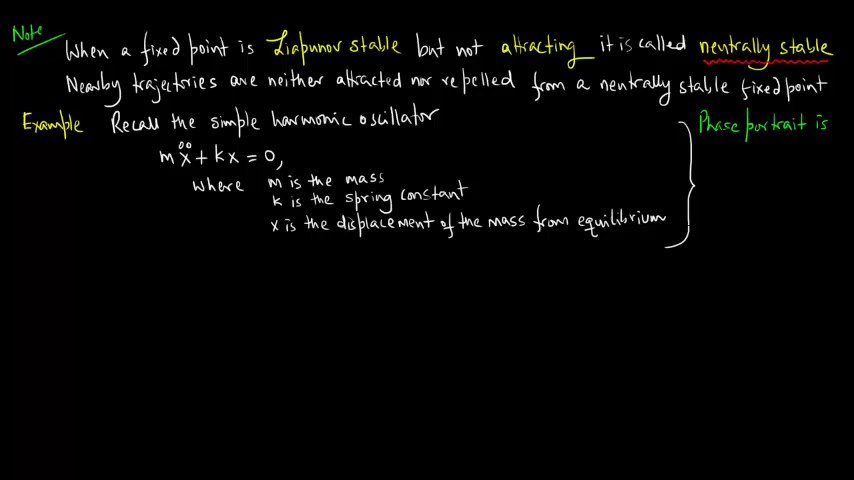 Note
When a fixed point is Liapunov stable but not attracting it is called neutrally stable
Nearby trajectories are neither attracted nor repelled from a neutrally stable fixed point
Example Recall the simple harmonic oscillator
Phase portrait is
mẍ + kx = 0,
where m is the mass
k is the spring constant
x is the displacement of the mass from equilibrium